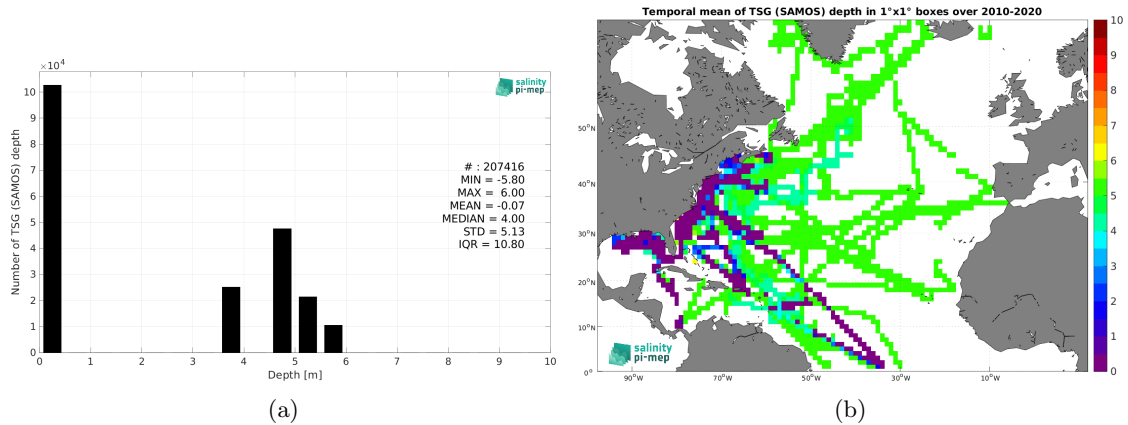 ×10⁴
10
9
8
7
6
5
4
3
2
1
0
Number of TSG (SAMOS) depth
salinity
pi-mep
# : 207416
MIN = -5.80
MAX = 6.00
MEAN = -0.07
MEDIAN = 4.00
STD = 5.13
IQR = 10.80
0 1 2 3 4 5 6 7 8 9 10
Depth [m]
(a)
Temporal mean of TSG (SAMOS) depth in 1°x1° boxes over 2010-2020
50°N
40°N
30°N
20°N
10°N
0°
90°W 70°W 50°W 30°W 10°W
salinity
pi-mep
10
9
8
7
6
5
4
3
2
1
0
(b)